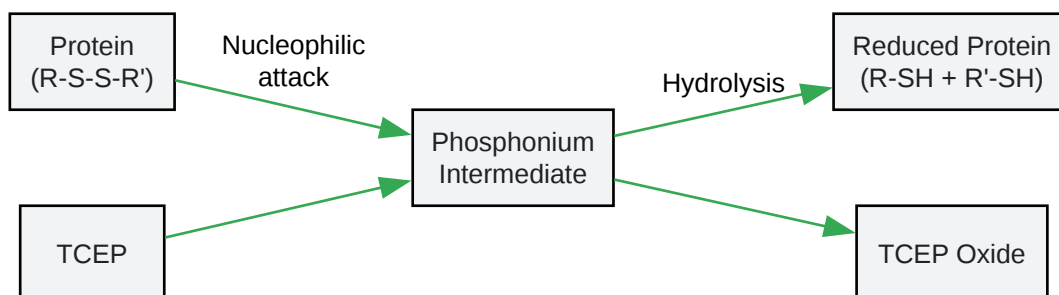 Protein
(R-S-S-R')
Nucleophilic
attack
Hydrolysis
Reduced Protein
(R-SH + R'-SH)
Phosphonium
Intermediate
TCEP
TCEP Oxide